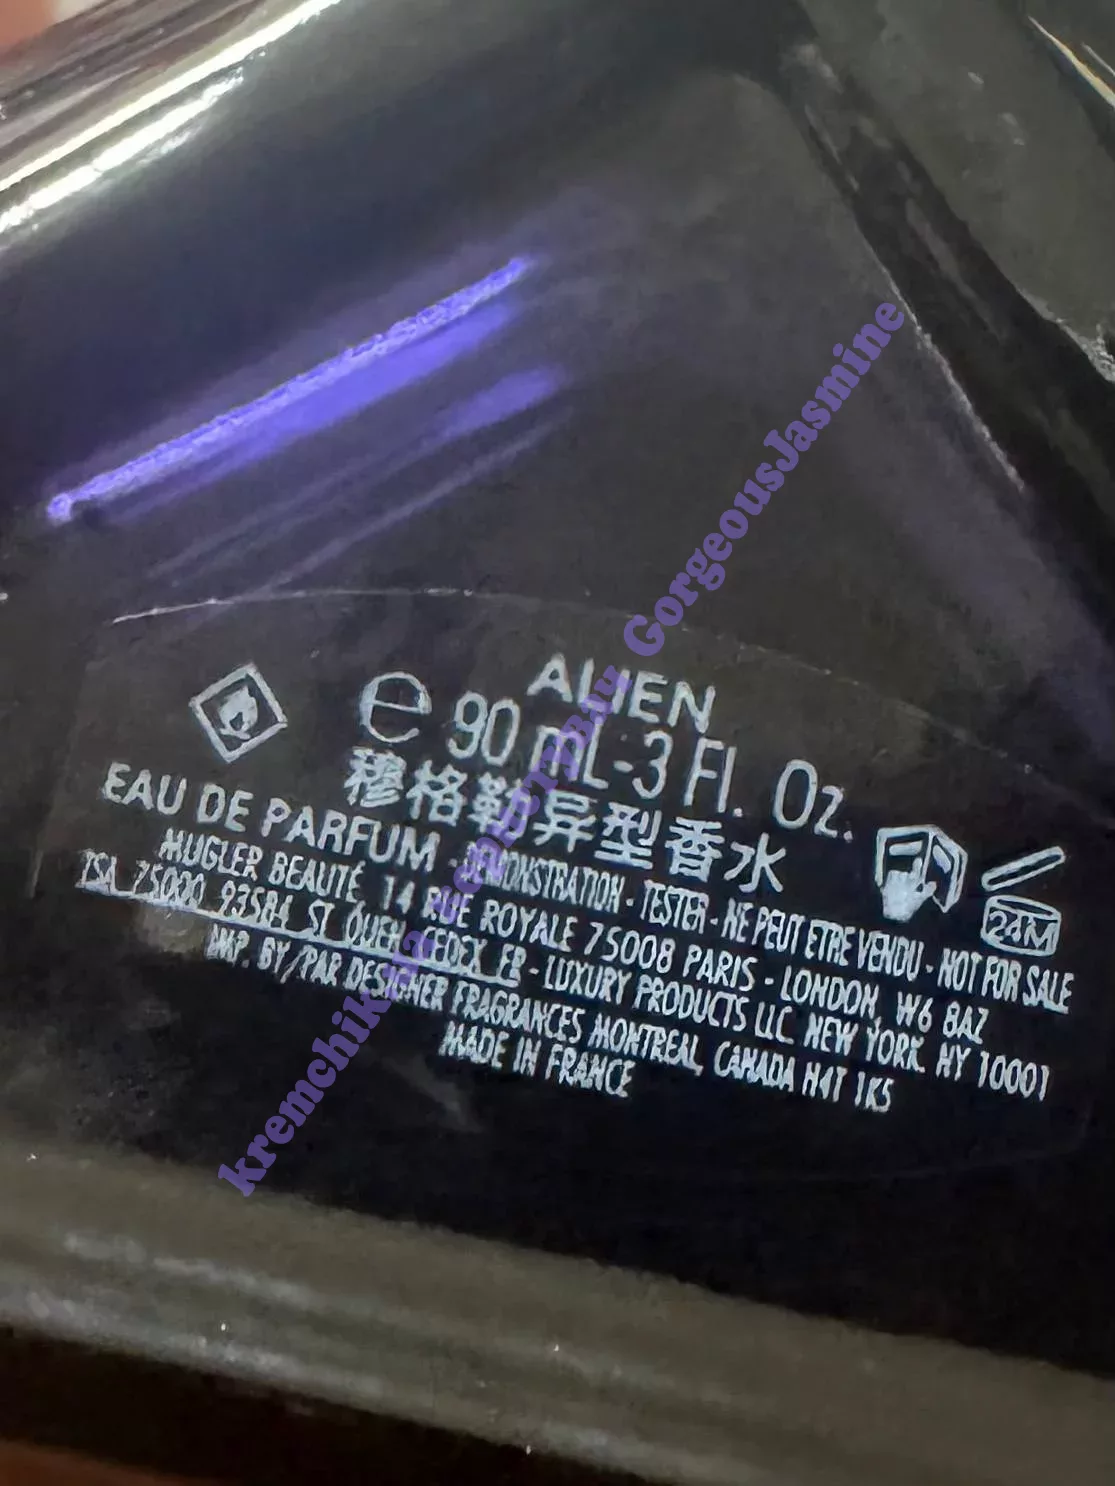 ALIEN
e 90 mL-3 Fl. Oz.
穆格勒异型香水
EAU DE PARFUM - DEMONSTRATION - TESTER - NE PEUT ETRE VENDU - NOT FOR SALE
MUGLER BEAUTÉ 14 RUE ROYALE 75008 PARIS - LONDON, W6 8AZ
TSA 75000 93584 ST OUEN CEDEX FR - LUXURY PRODUCTS LLC. NEW YORK, NY 10001
IMP. BY/PAR DESIGNER FRAGRANCES MONTREAL, CANADA H4T 1K5
MADE IN FRANCE
24M
GorgeousJasmine